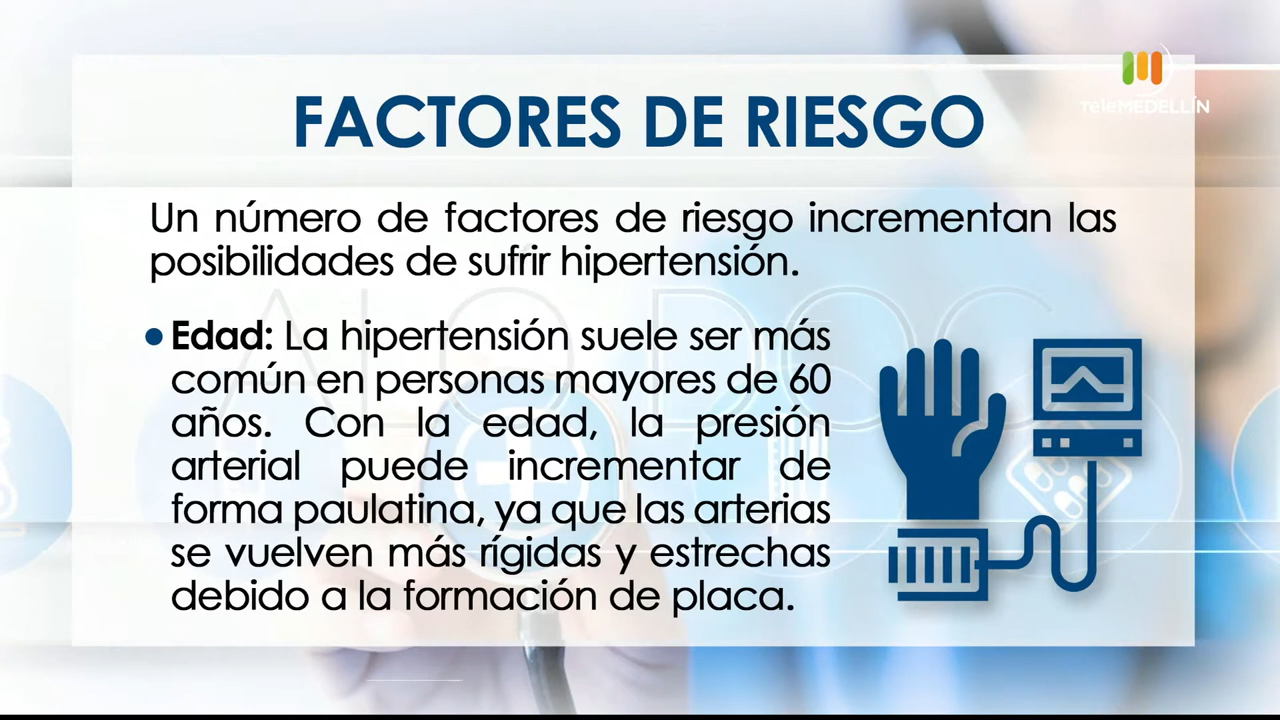 TeleMEDELLÍN
FACTORES DE RIESGO
Un número de factores de riesgo incrementan las
posibilidades de sufrir hipertensión.
ALÓ DOC
• Edad: La hipertensión suele ser más
común en personas mayores de 60
años. Con la edad, la presión
arterial puede incrementar de
forma paulatina, ya que las arterias
se vuelven más rígidas y estrechas
debido a la formación de placa.